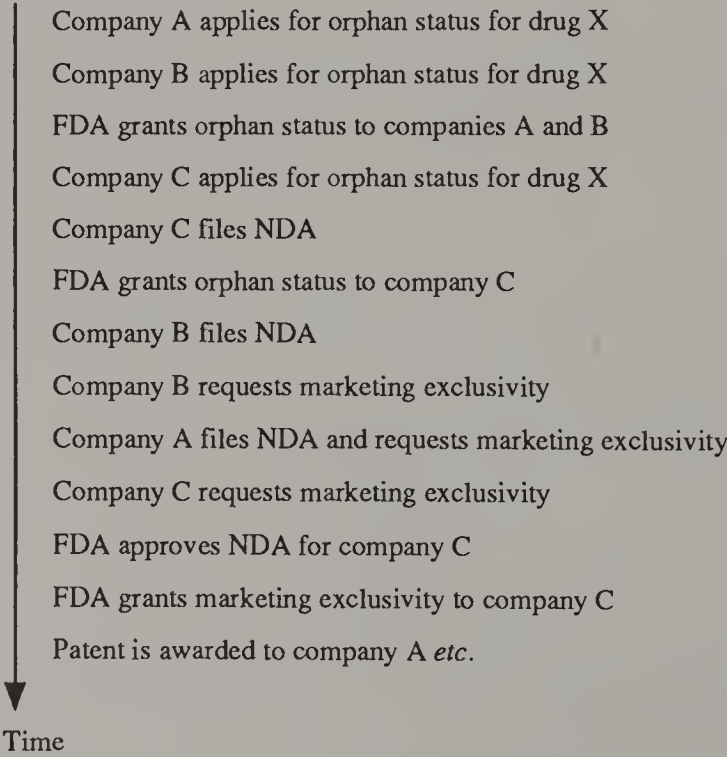 Company A applies for orphan status for drug X
Company B applies for orphan status for drug X
FDA grants orphan status to companies A and B
Company C applies for orphan status for drug X
Company C files NDA
FDA grants orphan status to company C
Company B files NDA
Company B requests marketing exclusivity
Company A files NDA and requests marketing exclusivity
Company C requests marketing exclusivity
FDA approves NDA for company C
FDA grants marketing exclusivity to company C
Patent is awarded to company A etc.
Time